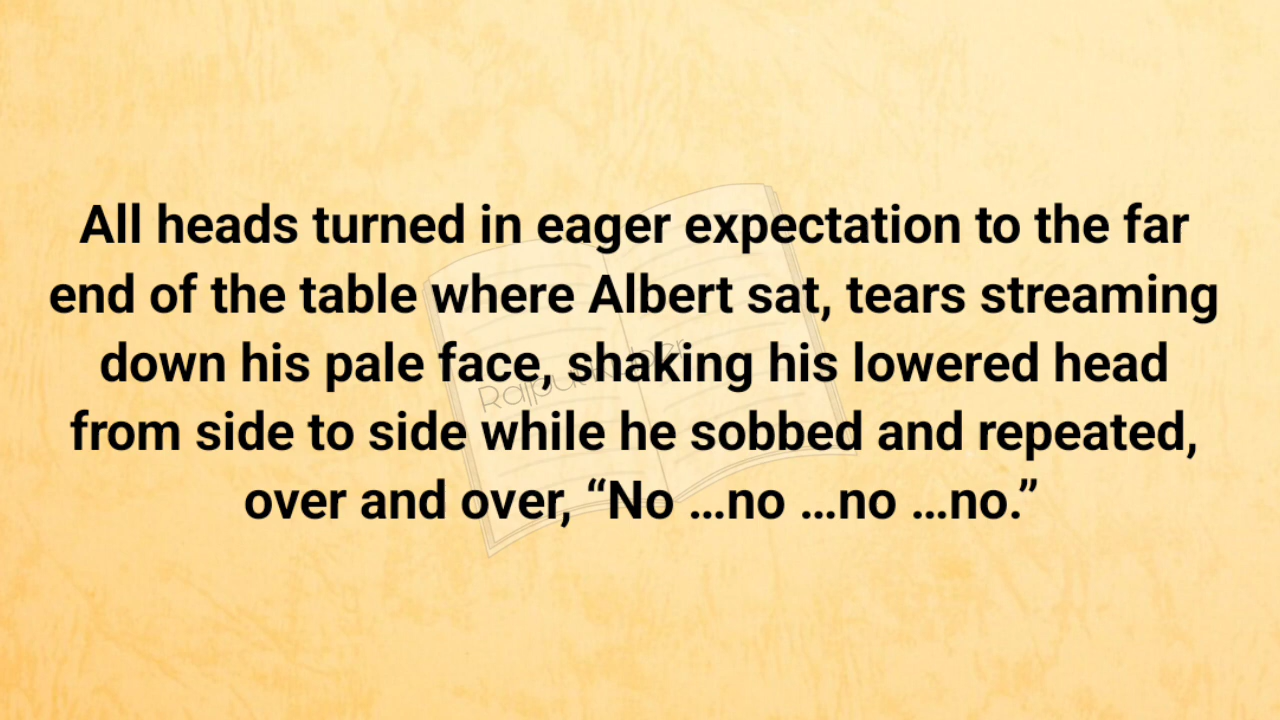 All heads turned in eager expectation to the far
end of the table where Albert sat, tears streaming
down his pale face, shaking his lowered head
from side to side while he sobbed and repeated,
over and over, “No ...no ...no ...no.”